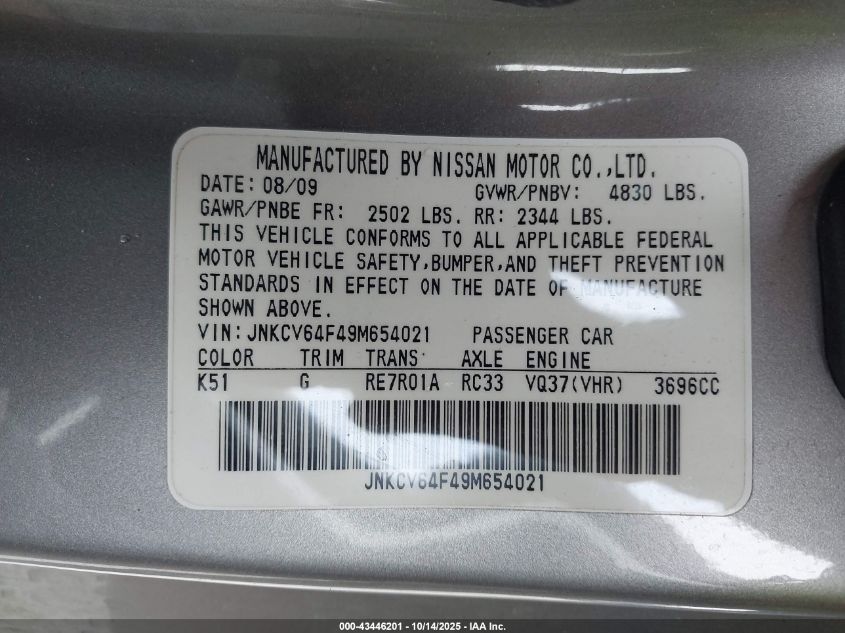 MANUFACTURED BY NISSAN MOTOR CO.,LTD.
DATE: 08/09 GVWR/PNBV: 4830 LBS.
GAWR/PNBE FR: 2502 LBS. RR: 2344 LBS.
THIS VEHICLE CONFORMS TO ALL APPLICABLE FEDERAL
MOTOR VEHICLE SAFETY,BUMPER,AND THEFT PREVENTION
STANDARDS IN EFFECT ON THE DATE OF MANUFACTURE
SHOWN ABOVE.
VIN: JNKCV64F49M654021 PASSENGER CAR
COLOR TRIM TRANS AXLE ENGINE
K51 G RE7R01A RC33 VQ37(VHR) 3696CC
JNKCV64F49M654021
000-43446201 - 10/14/2025 - IAA Inc.